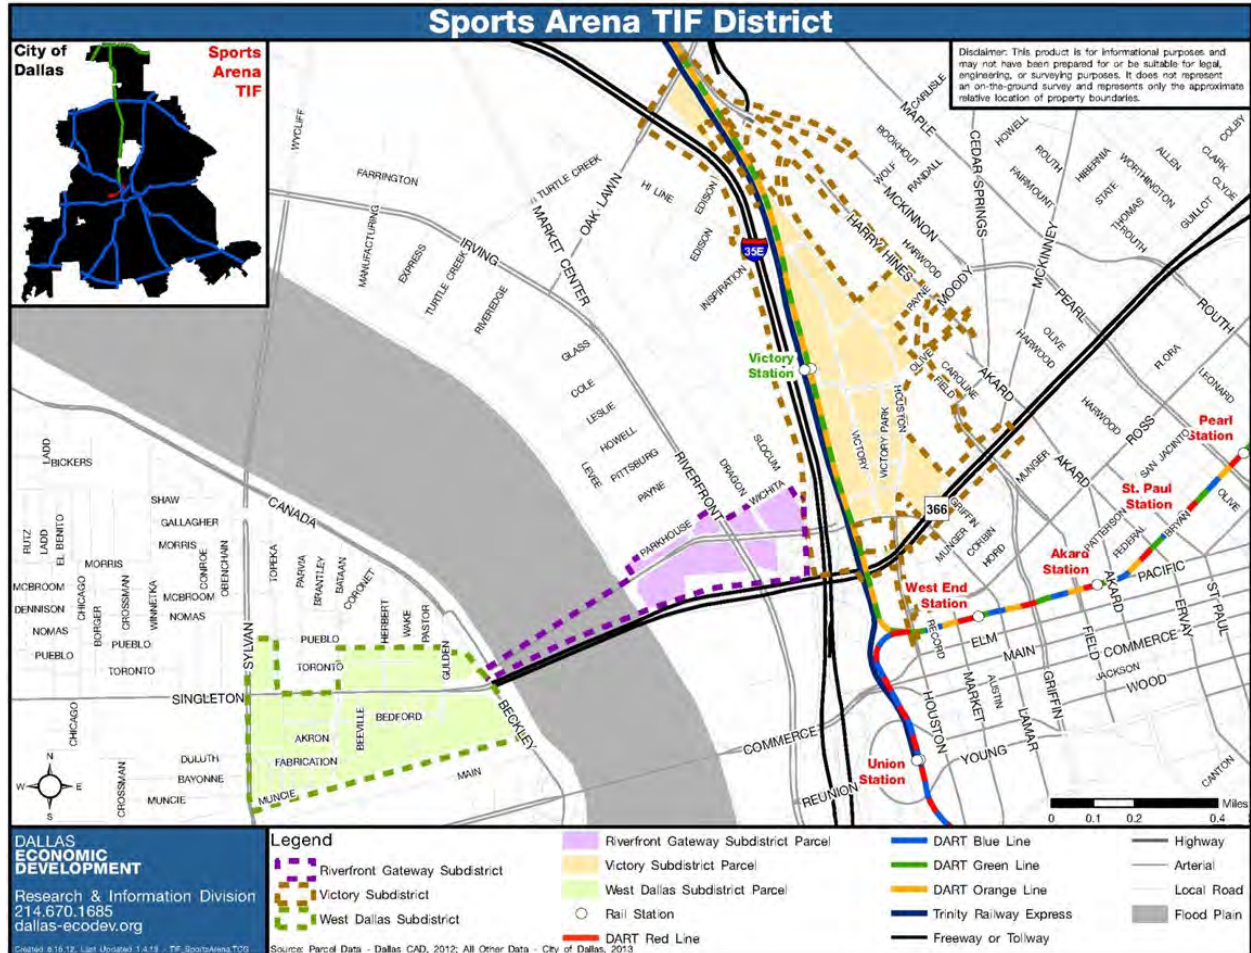 Sports Arena TIF District
City of
Dallas
Sports
Arena
TIF
Disclaimer: This product is for informational purposes and
may not have been prepared for or be suitable for legal,
engineering, or surveying purposes. It does not represent
an on-the-ground survey and represents only the approximate
relative location of property boundaries.
WYCLIFF
FARRINGTON
MANUFACTURING
EXPRESS
TURTLE CREEK
IRVING
RIVEREDGE
TURTLE CREEK
MARKET CENTER
OAK LAWN
HI LINE
EDISON
EDISON
INSPIRATION
35E
CARLISLE
MAPLE
BOOKHOUT
WOLF
RANDALL
MCKINNON
CEDAR SPRINGS
HOWELL
ROUTH
FAIRMOUNT
HIBERNIA
STATE
WORTHINGTON
THOMAS
ROUTH
ALLEN
CLARK
COLBY
CLYDE
GUILLOT
HARRY HINES
HARWOOD
PAYNE
MOODY
MCKINNEY
PEARL
ROUTH
OLIVE
HARWOOD
FLORA
LEONARD
OLIVE
CAROLINE
FIELD
AKARD
HARWOOD
ROSS
SAN JACINTO
Pearl
Station
GLASS
COLE
LESLIE
HOWELL
PITTSBURG
LEVEE
PAYNE
RIVERFRONT
SLOCUM
DRAGON
WICHITA
PARKHOUSE
Victory
Station
VICTORY
VICTORY PARK
HOUSTON
MUNGER
AKARD
366
GRIFFIN
MUNGER
CORBIN
HORD
St. Paul
Station
PATTERSON
FEDERAL
BRYAN
OLIVE
Akard
Station
AKARD
PACIFIC
ERVAY
ST. PAUL
West End
Station
RECORD
ELM
MAIN
FIELD
COMMERCE
JACKSON
WOOD
HOUSTON
MARKET
AUSTIN
LAMAR
GRIFFIN
YOUNG
COMMERCE
REUNION
Union
Station
CANTON
LADD
BICKERS
CANADA
SHAW
GALLAGHER
MORRIS
RUTZ
LADD
EL BENITO
MORRIS
CONROE
OBENCHAIN
TOPEKA
PARVIA
BRANTLEY
BATAAN
CORONET
MCBROOM
DENNISON
NOMAS
PUEBLO
CHICAGO
BORGER
CROSSMAN
WINNETKA
MCBROOM
NOMAS
PUEBLO
TORONTO
SYLVAN
PUEBLO
TORONTO
HERBERT
WAKE
PASTOR
GULDEN
SINGLETON
BECKLEY
CHICAGO
BEDFORD
BEEVILLE
AKRON
FABRICATION
DULUTH
BAYONNE
MUNCIE
CROSSMAN
MUNCIE
MAIN
N
W
E
S
Miles
0 0.1 0.2 0.4
DALLAS
ECONOMIC
DEVELOPMENT
Research & Information Division
214.670.1685
dallas-ecodev.org
Created 8.16.12, Last Updated 1.4.13 - TIF_SportsArena.TCG
Legend
Riverfront Gateway Subdistrict
Victory Subdistrict
West Dallas Subdistrict
Riverfront Gateway Subdistrict Parcel
Victory Subdistrict Parcel
West Dallas Subdistrict Parcel
Rail Station
DART Red Line
DART Blue Line
DART Green Line
DART Orange Line
Trinity Railway Express
Freeway or Tollway
Highway
Arterial
Local Road
Flood Plain
Source: Parcel Data - Dallas CAD, 2012; All Other Data - City of Dallas, 2013